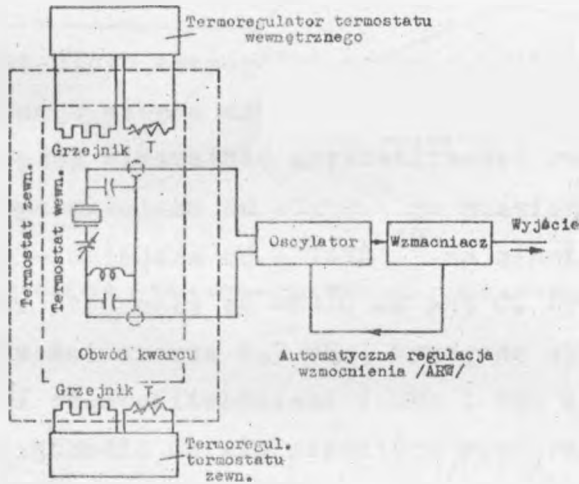 Termoregulator termostatu
wewnętrznego
Grzejnik T
Termostat zewn.
Termostat wewn.
Oscylator
Wzmacniacz
Wyjście
Obwód kwarcu
Automatyczna regulacja
wzmocnienia /ARW/
Grzejnik T
Termoregul.
termostatu
zewn.